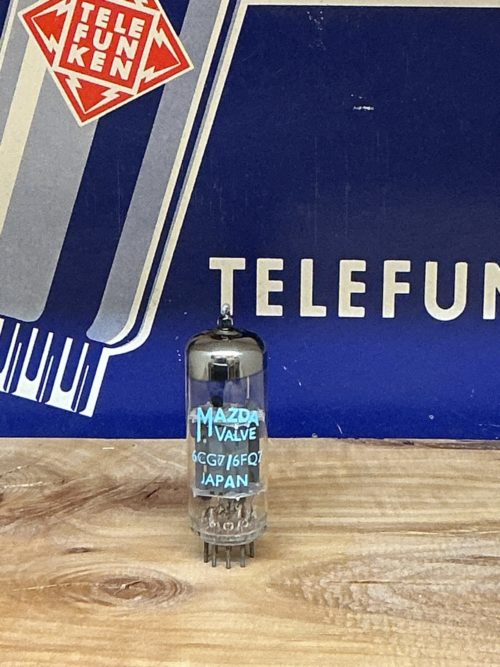 TELE
FUN
KEN
TELEFUN
MAZDA
VALVE
6CG7/6FQ7
JAPAN